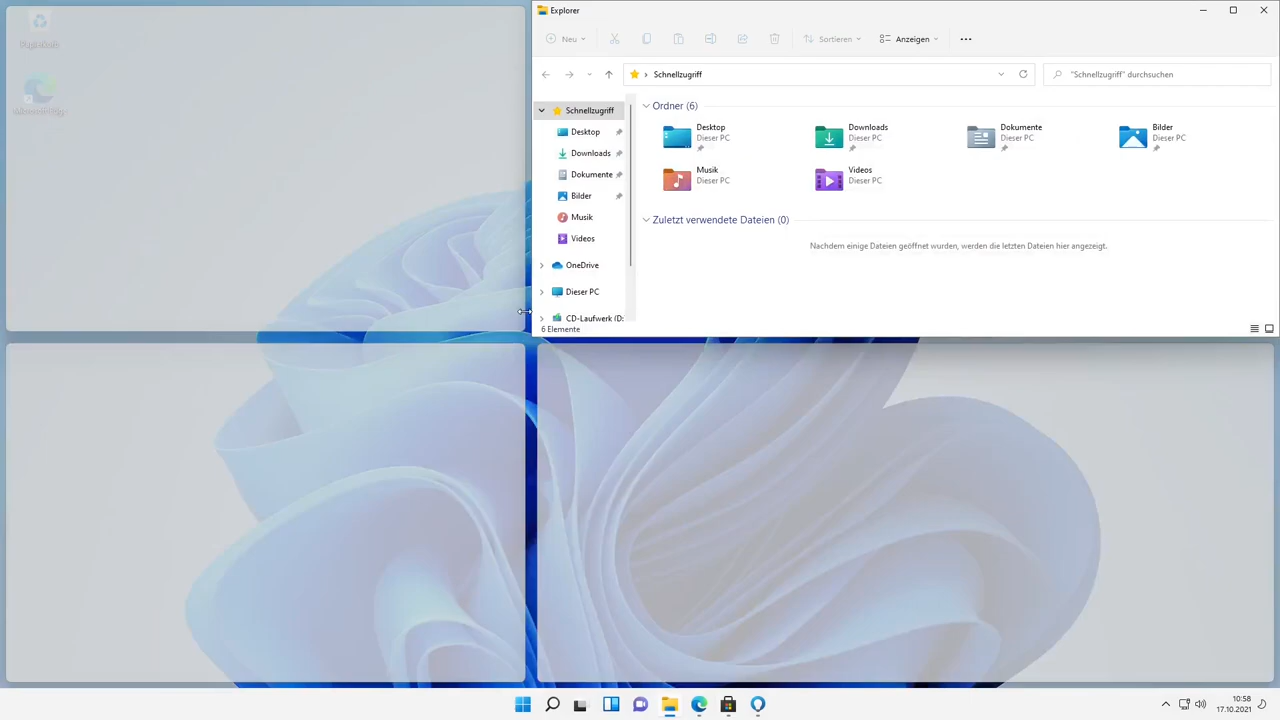 Papierkorb
Explorer
Neu
Sortieren
Anzeigen
Schnellzugriff
"Schnellzugriff" durchsuchen
Schnellzugriff
Desktop
Downloads
Dokumente
Bilder
Musik
Videos
OneDrive
Dieser PC
CD-Laufwerk (D:
6 Elemente
Ordner (6)
Desktop
Dieser PC
Downloads
Dieser PC
Dokumente
Dieser PC
Bilder
Dieser PC
Musik
Dieser PC
Videos
Dieser PC
Zuletzt verwendete Dateien (0)
Nachdem einige Dateien geöffnet wurden, werden die letzten Dateien hier angezeigt.
10:58
17.10.2021